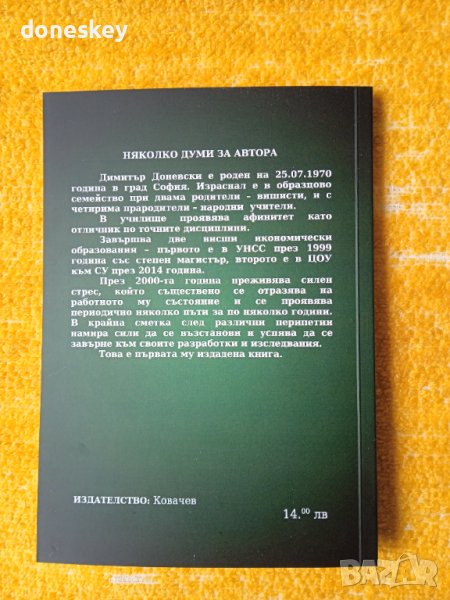 doneskey
НЯКОЛКО ДУМИ ЗА АВТОРА
Димитър Доневски е роден на 25.07.1970
година в град София. Израснал е в образцово
семейство при двама родители – вишисти, и с
четирима прародители – народни учители.
В училище проявява афинитет като
отличник по точните дисциплини.
Завършва две висши икономически
образования – първото е в УНСС през 1999
година със степен магистър, второто е в ЦОУ
към СУ през 2014 година.
През 2000-та година преживява силен
стрес, който съществено се отразява на
работното му състояние и се проявява
периодично няколко пъти за по няколко години.
В крайна сметка след различни перипетии
намира сили да се възстанови и успява да се
завърне към своите разработки и изследвания.
Това е първата му издадена книга.
ИЗДАТЕЛСТВО: Ковачев
14.00 лв
BAZAR